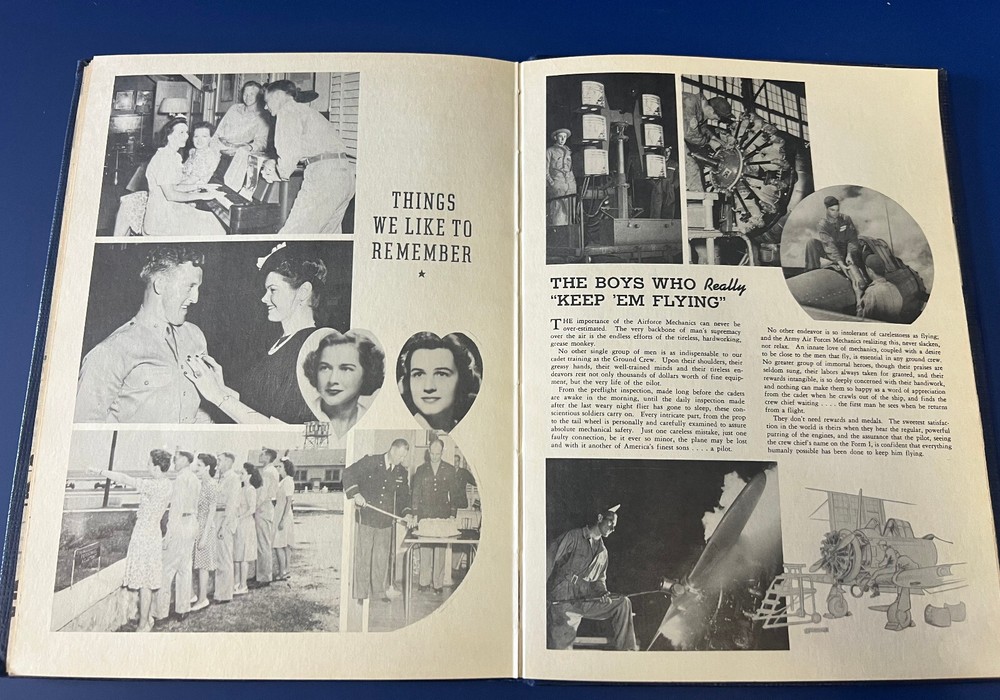 THINGS
WE LIKE TO
REMEMBER
THE BOYS WHO Really
"KEEP 'EM FLYING"
THE importance of the Airforce Mechanics can never be
over-estimated. The very backbone of man's supremacy
over the air is the endless efforts of the tireless, hardworking,
grease monkey.
No other single group of men is as indispensable to our
cadet training as the Ground Crew. Upon their shoulders, their
greasy hands, their well-trained minds and their tireless en-
deavors rest not only thousands of dollars worth of fine equip-
ment, but the very life of the pilot.
From the preflight inspection, made long before the cadets
are awake in the morning, until the daily inspection made
after the last weary night flier has gone to sleep, these con-
scientious soldiers carry on. Every intricate part, from the prop
to the tail wheel is personally and carefully examined to assure
absolute mechanical safety. Just one careless mistake, just one
faulty connection, be it ever so minor, the plane may be lost
and with it another of America's finest sons . . . . a pilot.
No other endeavor is so intolerant of carelessness as flying;
and the Army Air Forces Mechanics realizing this, never slacken,
nor relax. An innate love of mechanics, coupled with a desire
to be close to the men that fly, is essential in any ground crew.
No greater group of immortal heroes, though their praises are
seldom sung, their labors always taken for granted, and their
rewards intangible, is so deeply concerned with their handiwork,
and nothing can make them so happy as a word of appreciation
from the cadet when he crawls out of the ship, and finds the
crew chief waiting . . . . the first man he sees when he returns
from a flight.
They don't need rewards and medals. The sweetest satisfac-
tion in the world is theirs when they hear the regular, powerful
purring of the engines, and the assurance that the pilot, seeing
the crew chief's name on the Form 1, is confident that everything
humanly possible has been done to keep him flying.